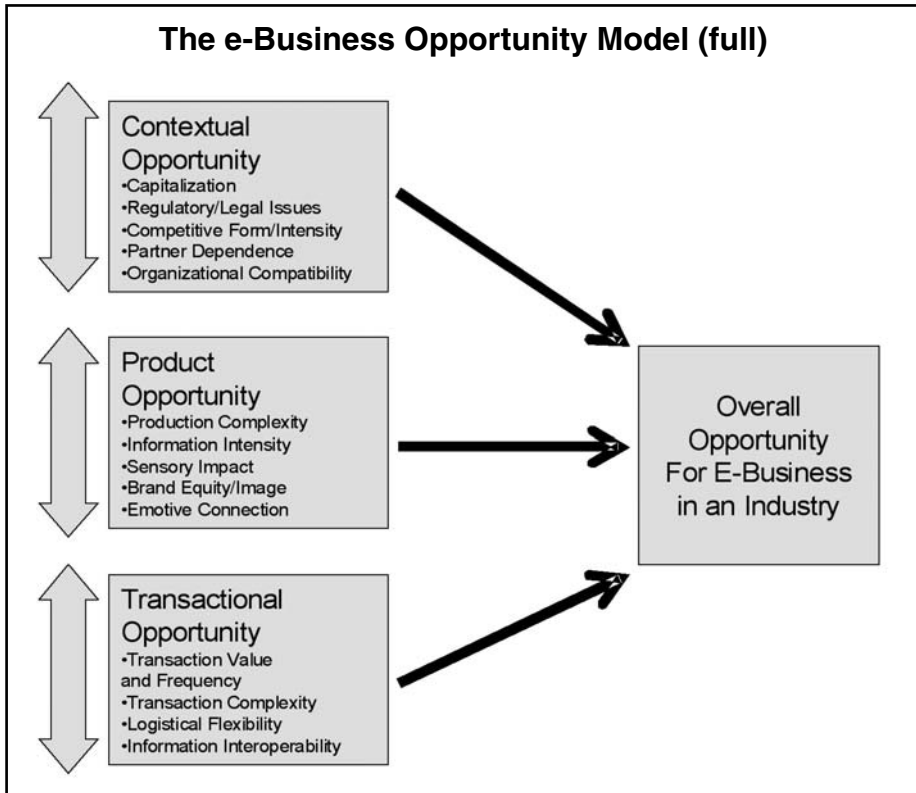 The e-Business Opportunity Model (full)
Contextual
Opportunity
•Capitalization
•Regulatory/Legal Issues
•Competitive Form/Intensity
•Partner Dependence
•Organizational Compatibility
Product
Opportunity
•Production Complexity
•Information Intensity
•Sensory Impact
•Brand Equity/Image
•Emotive Connection
Transactional
Opportunity
•Transaction Value
and Frequency
•Transaction Complexity
•Logistical Flexibility
•Information Interoperability
Overall
Opportunity
For E-Business
in an Industry